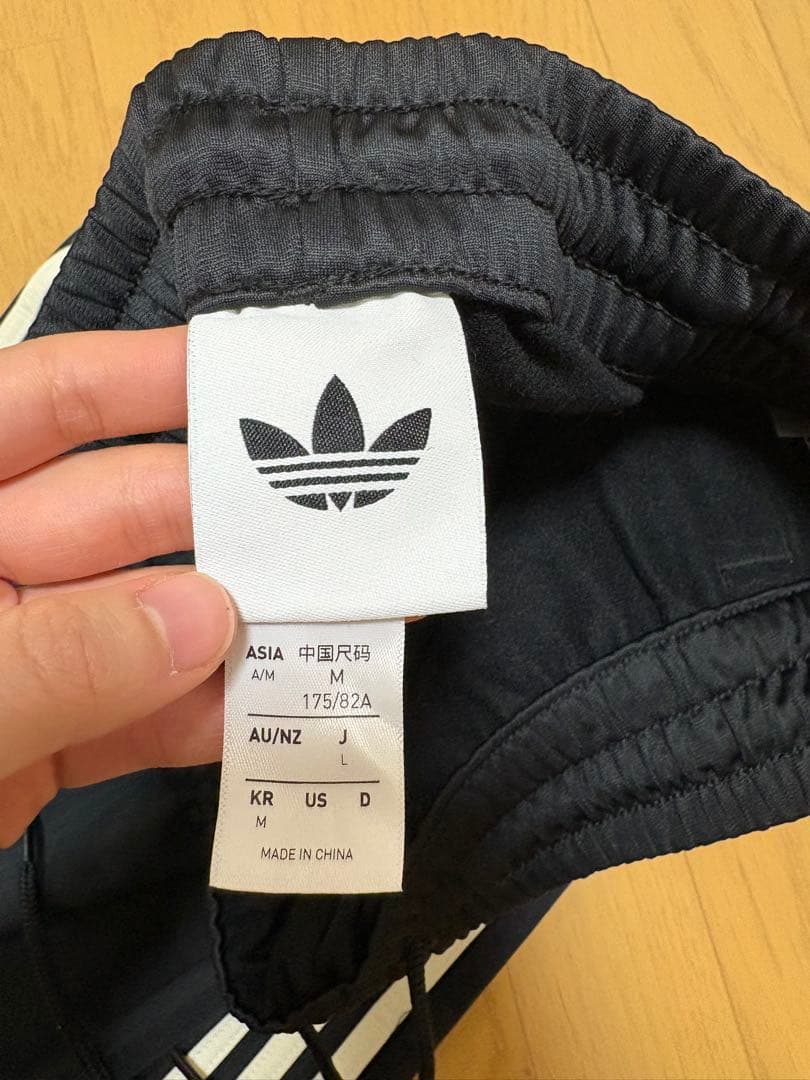 ASIA 中国尺码
A/M M
175/82A
AU/NZ J
L
KR US D
M
MADE IN CHINA